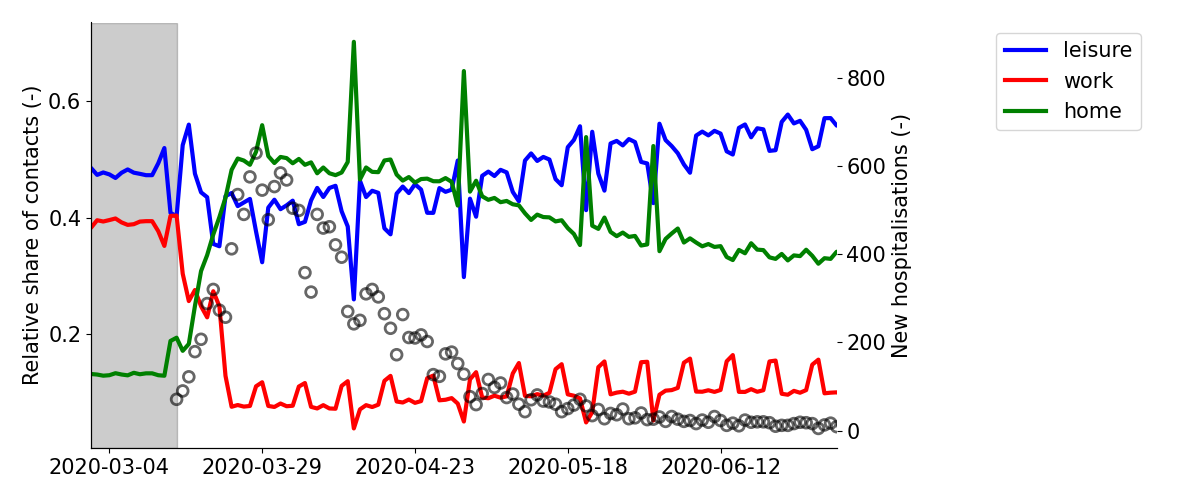 Relative share of contacts (-)
0.6
0.4
0.2
2020-03-04
2020-03-29
2020-04-23
2020-05-18
2020-06-12
800
600
400
200
0
New hospitalisations (-)
leisure
work
home